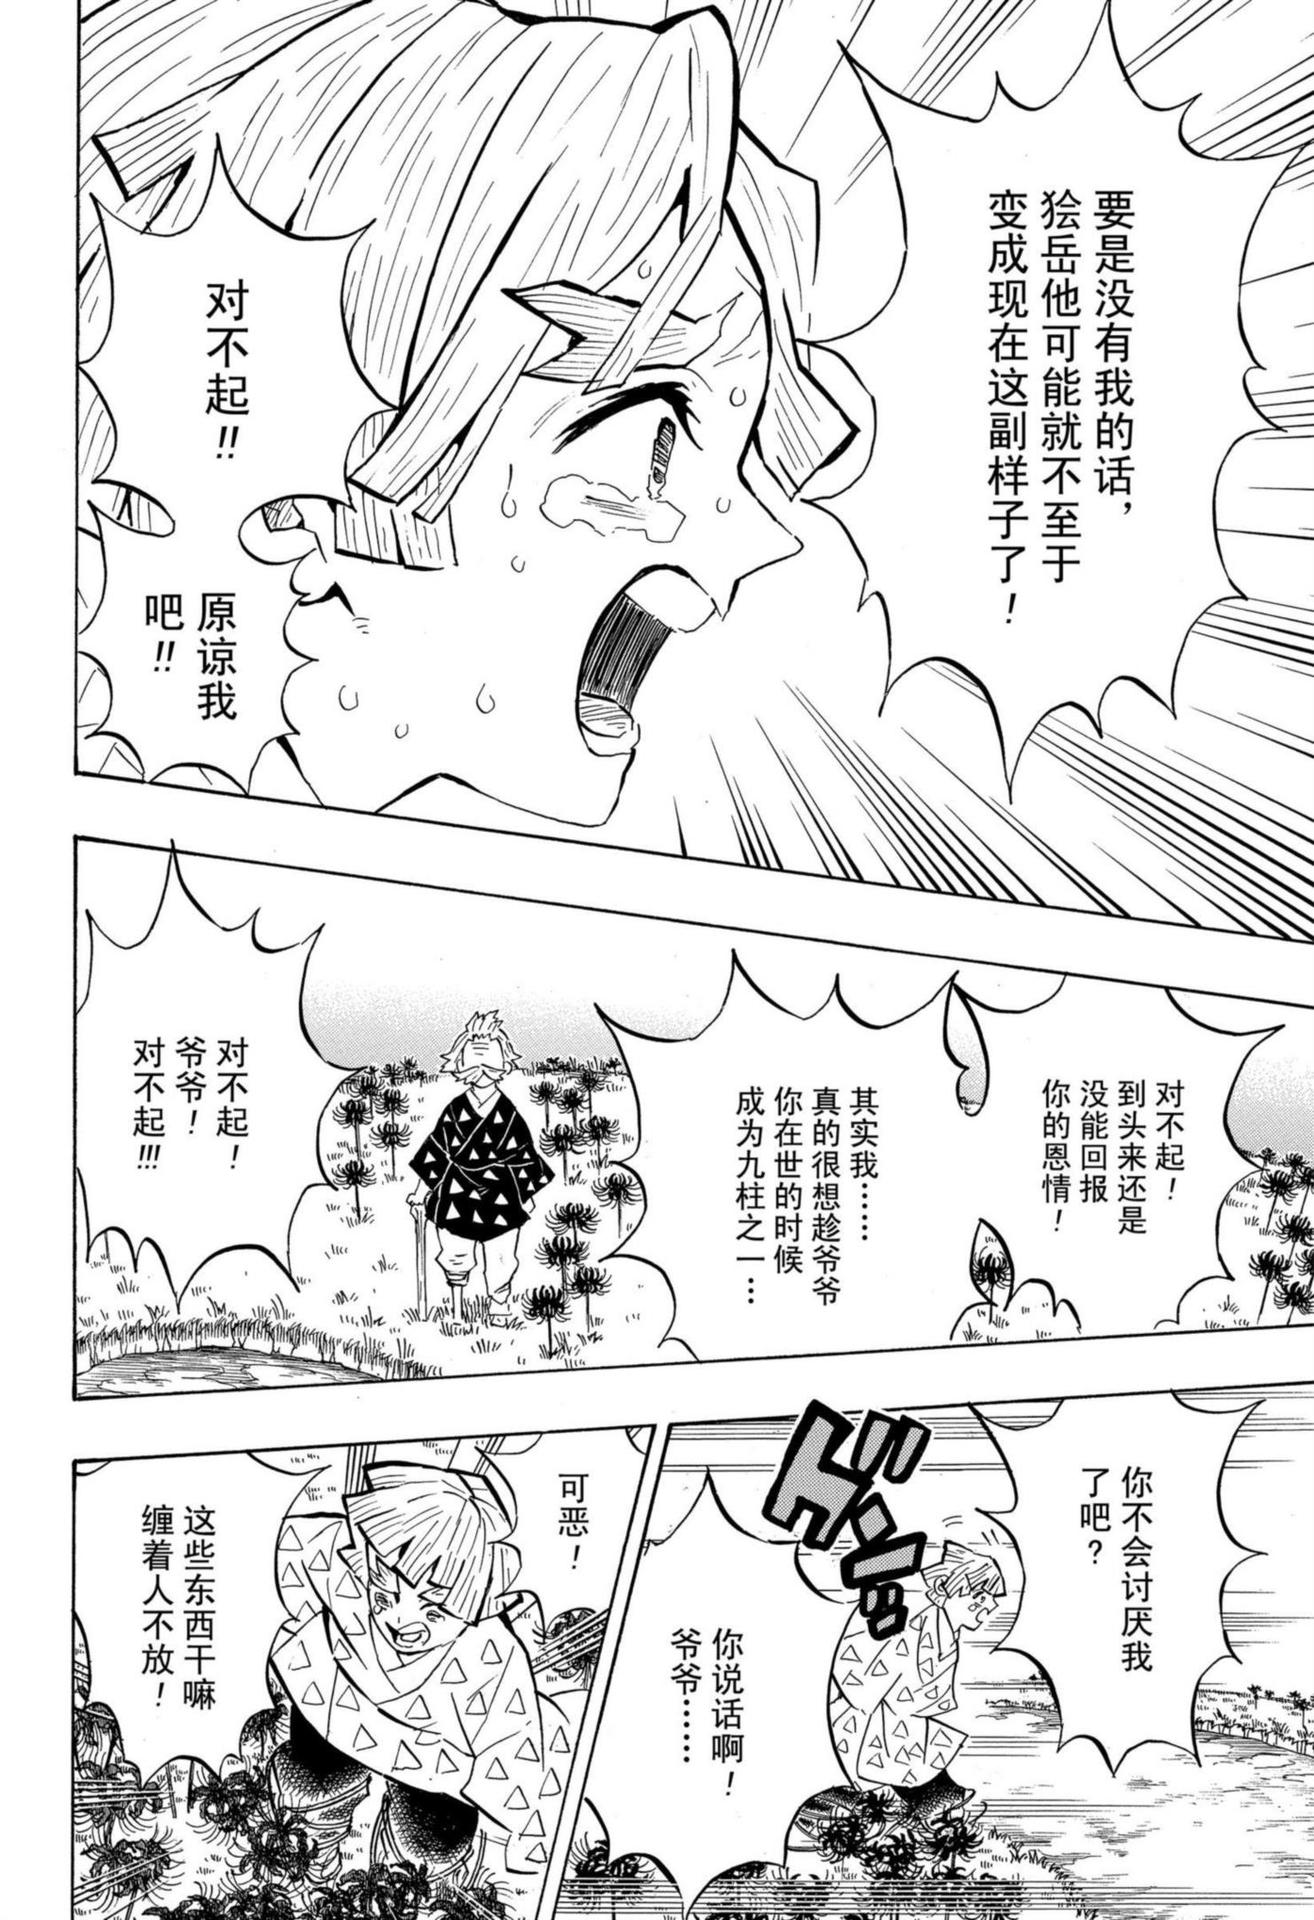 要是没有我的话，
狯岳他可能就不至于
变成现在这副样子了！
对不起！！
原谅我
吧！！
对不起！
到头来还是
没能回报
你的恩情！
其实我……
真的很想趁爷爷
你在世的时候
成为九柱之一…
对不起！
爷爷！
对不起！！！
你不会讨厌我
了吧？
ドンッ
你说话啊！
爷爷……
可恶！
这些东西干嘛
缠着人不放！